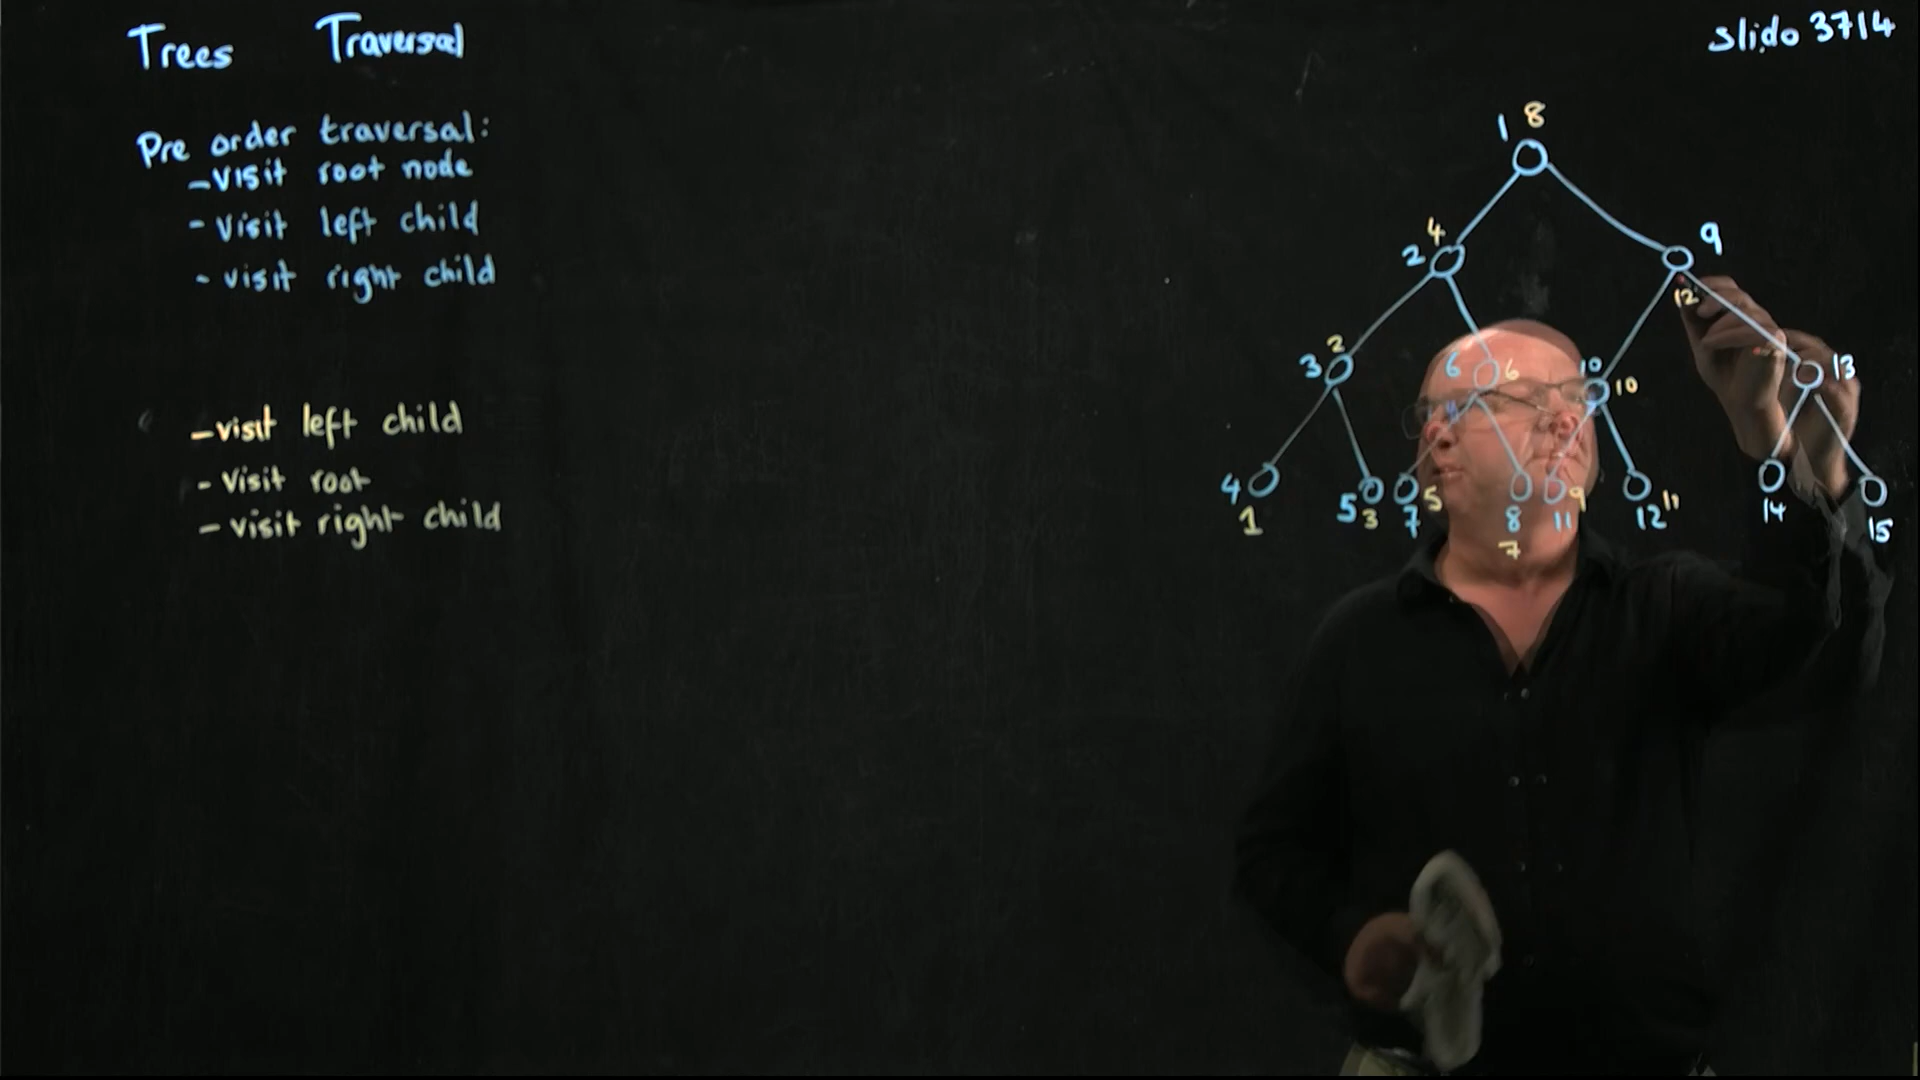 Trees Traversal
slido 3714
Pre order traversal:
- visit root node
- visit left child
- visit right child
- visit left child
- visit root
- visit right child
1 8
4
2
9
12
2
3
6 6
10 10
13
4
1
5 3
7 5
8
7
11 9
12 11
14
15